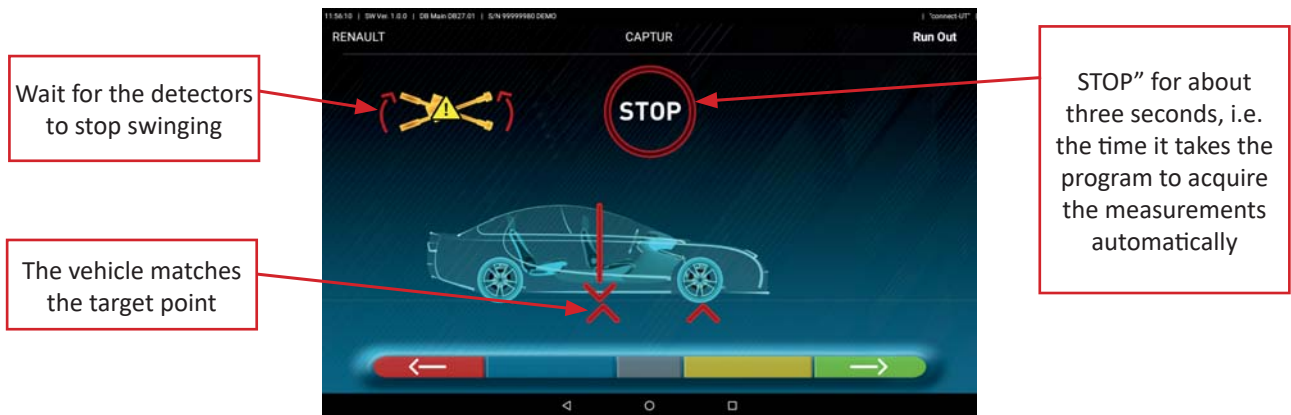 11:56:10 | SW Ver. 1.0.0 | DB Main DB27.01 | S/N 99999980 DEMO | "connect-UT" |
RENAULT CAPTUR Run Out
Wait for the detectors
to stop swinging
STOP
STOP” for about
three seconds, i.e.
the time it takes the
program to acquire
the measurements
automatically
The vehicle matches
the target point